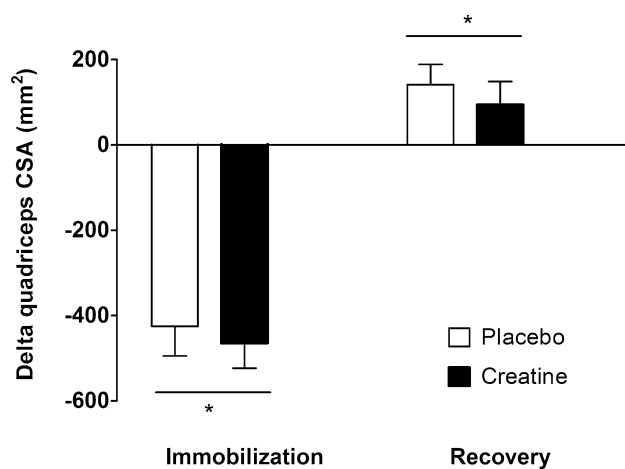 *
200
0
-200
-400
-600
Delta quadriceps CSA (mm²)
Placebo
Creatine
*
Immobilization
Recovery